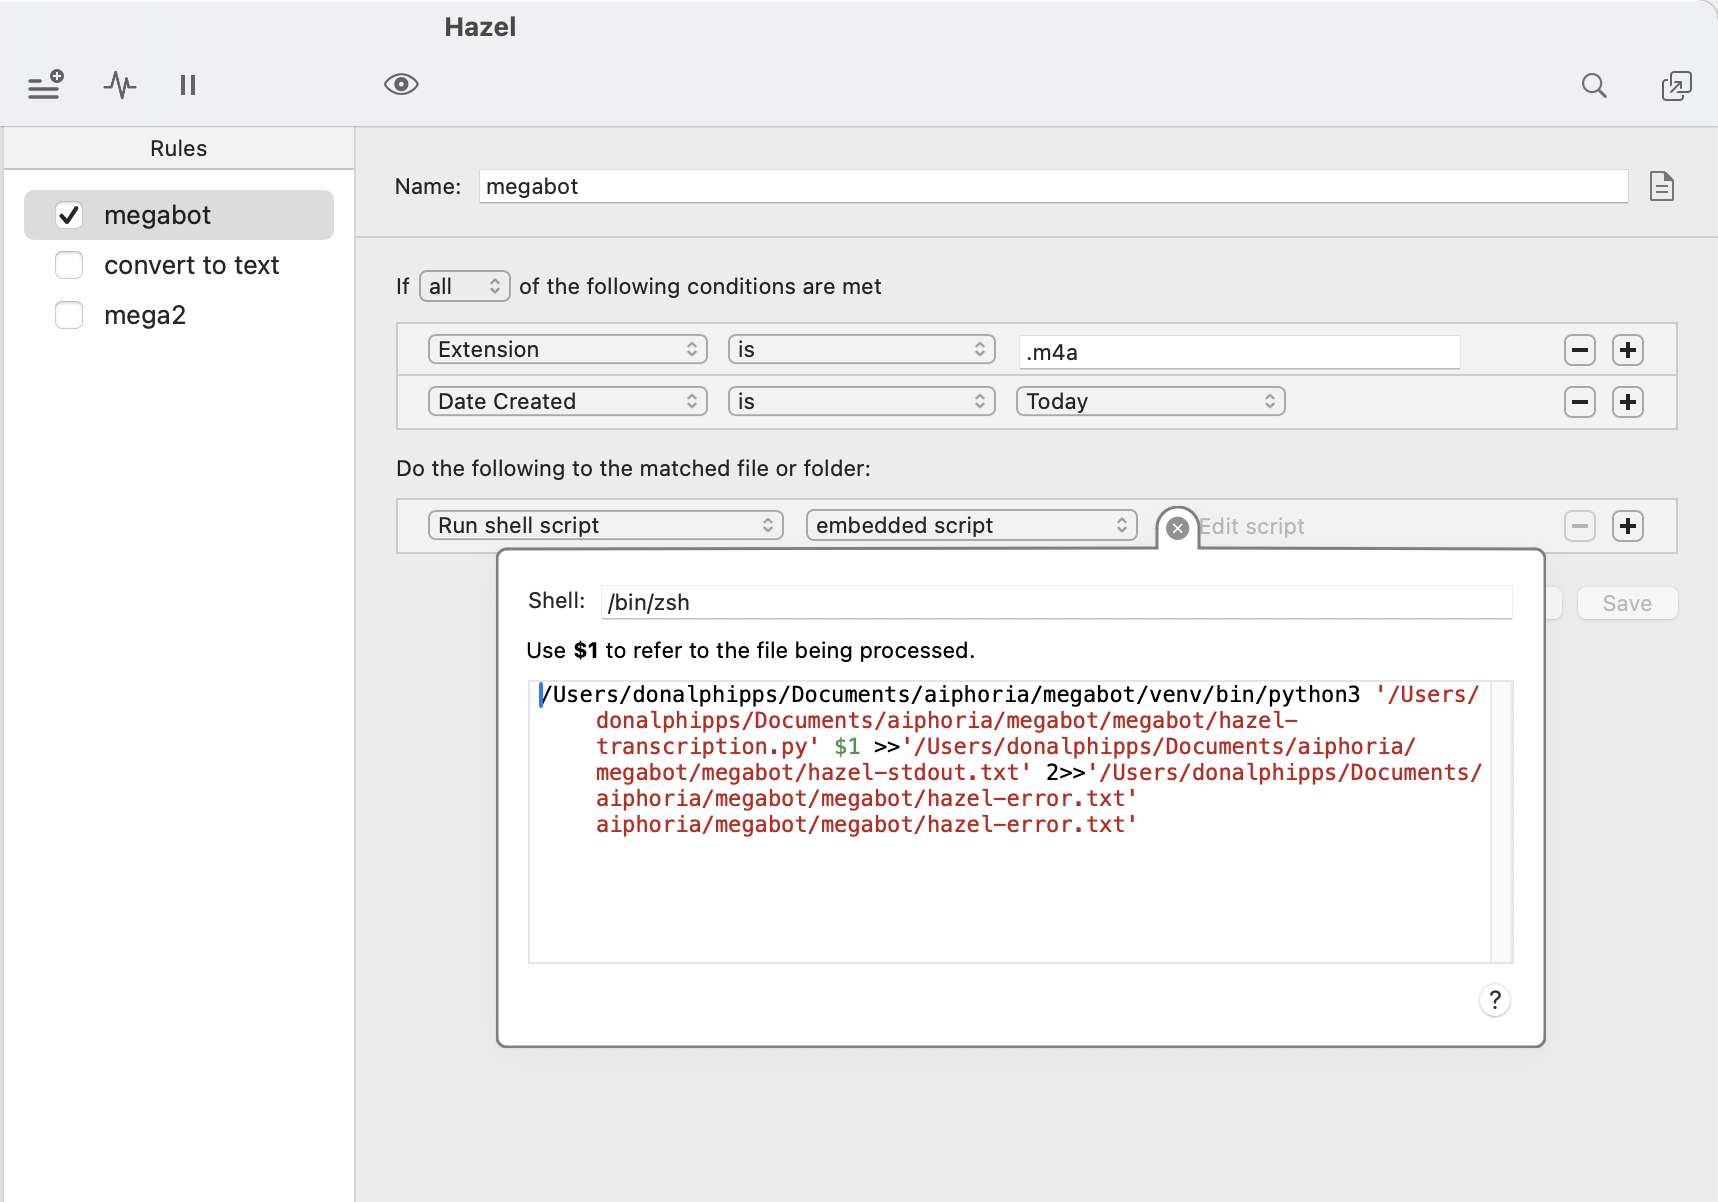 Hazel
Rules
megabot
convert to text
mega2
Name: megabot
If all of the following conditions are met
Extension is .m4a
Date Created is Today
Do the following to the matched file or folder:
Run shell script embedded script Edit script
Shell: /bin/zsh
Save
Use $1 to refer to the file being processed.
/Users/donalphipps/Documents/aiphoria/megabot/venv/bin/python3 '/Users/
donalphipps/Documents/aiphoria/megabot/megabot/hazel-
transcription.py' $1 >>'/Users/donalphipps/Documents/aiphoria/
megabot/megabot/hazel-stdout.txt' 2>>'/Users/donalphipps/Documents/
aiphoria/megabot/megabot/hazel-error.txt'
aiphoria/megabot/megabot/hazel-error.txt'
?